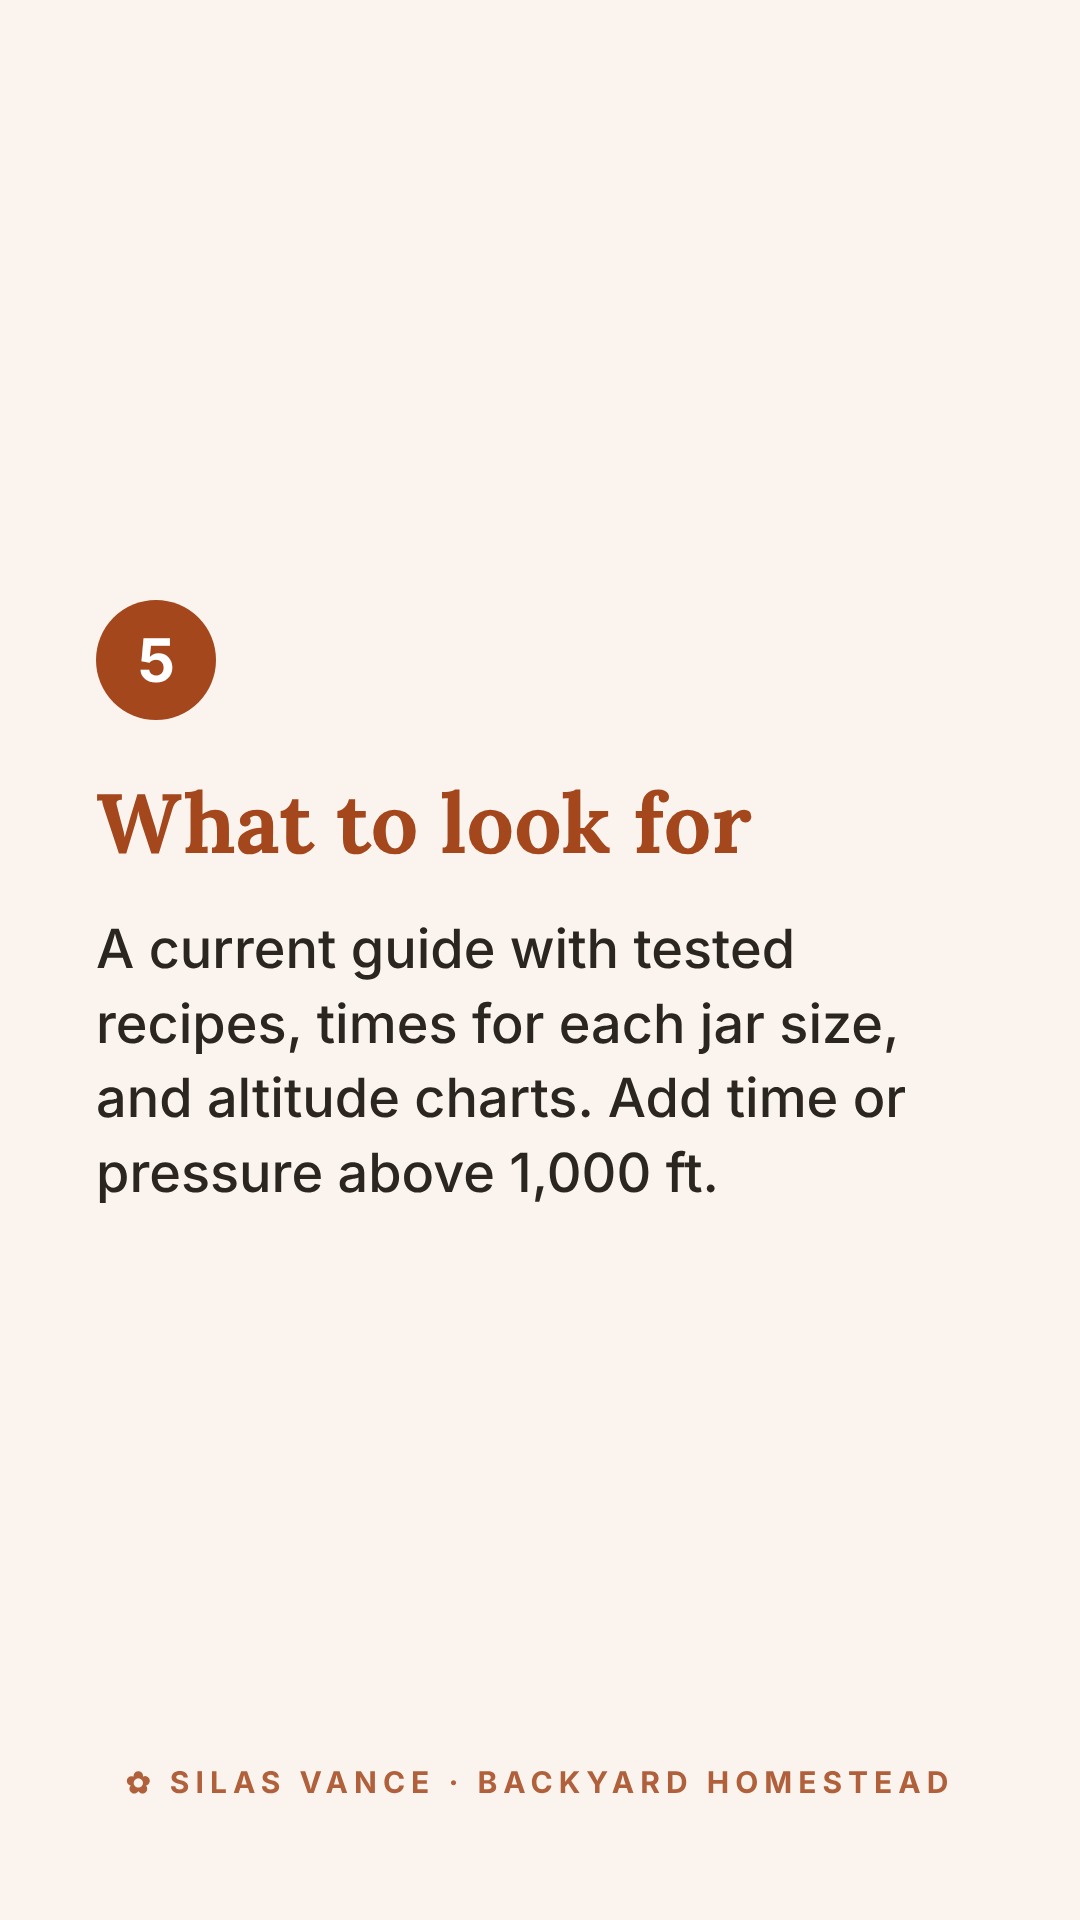 5
What to look for
A current guide with tested
recipes, times for each jar size,
and altitude charts. Add time or
pressure above 1,000 ft.
✿ SILAS VANCE · BACKYARD HOMESTEAD